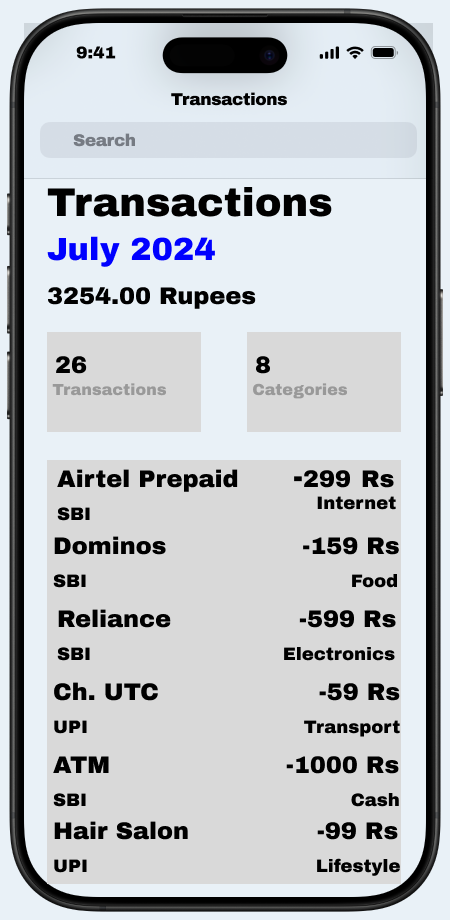 9:41
Transactions
Search
Transactions
July 2024
3254.00 Rupees
26 8
Transactions Categories
Airtel Prepaid -299 Rs
SBI Internet
Dominos -159 Rs
SBI Food
Reliance -599 Rs
SBI Electronics
Ch. UTC -59 Rs
UPI Transport
ATM -1000 Rs
SBI Cash
Hair Salon -99 Rs
UPI Lifestyle